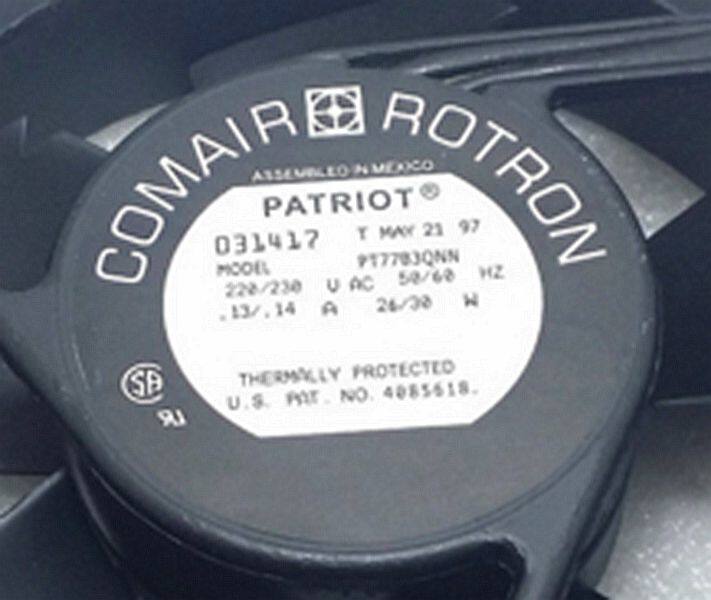 COMAIR ROTRON
ASSEMBLED IN MEXICO
PATRIOT®
031417 T MAY 21 97
MODEL PT77B3QNN
220/230 V AC 50/60 HZ
.13/.14 A 26/30 W
THERMALLY PROTECTED
U.S. PAT. NO. 4085618.
SA